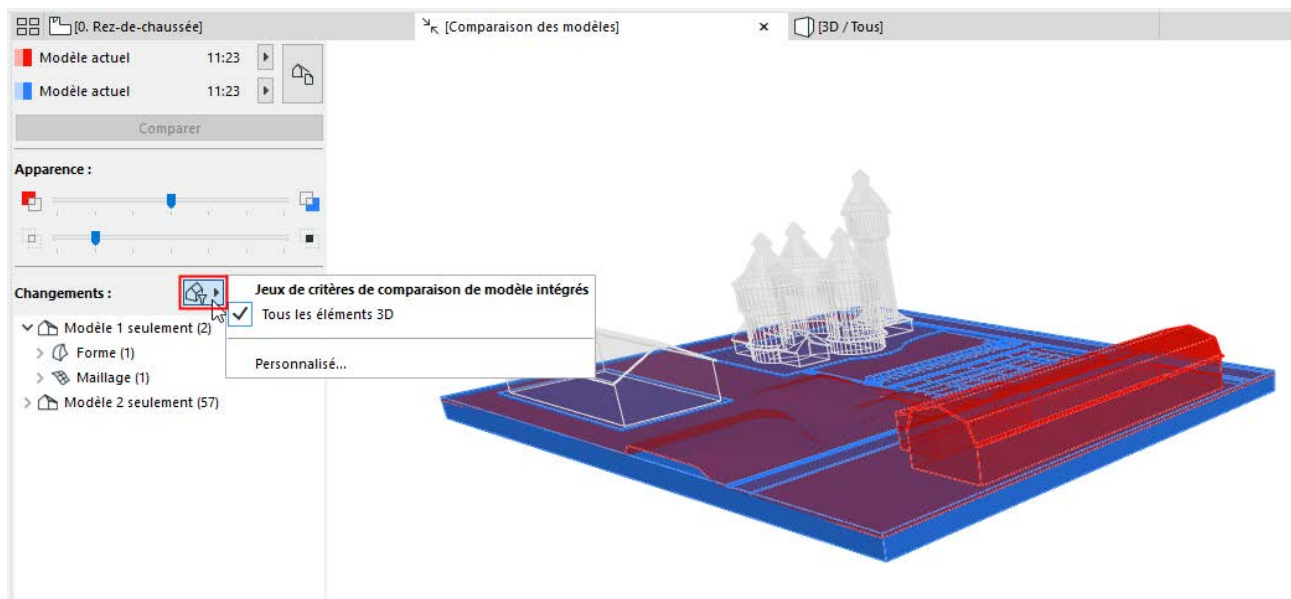 [0. Rez-de-chaussée]
[Comparaison des modèles]
[3D / Tous]
Modèle actuel 11:23
Modèle actuel 11:23
Comparer
Apparence :
Changements :
Jeux de critères de comparaison de modèle intégrés
Tous les éléments 3D
Personnalisé...
Modèle 1 seulement (2)
Forme (1)
Maillage (1)
Modèle 2 seulement (57)